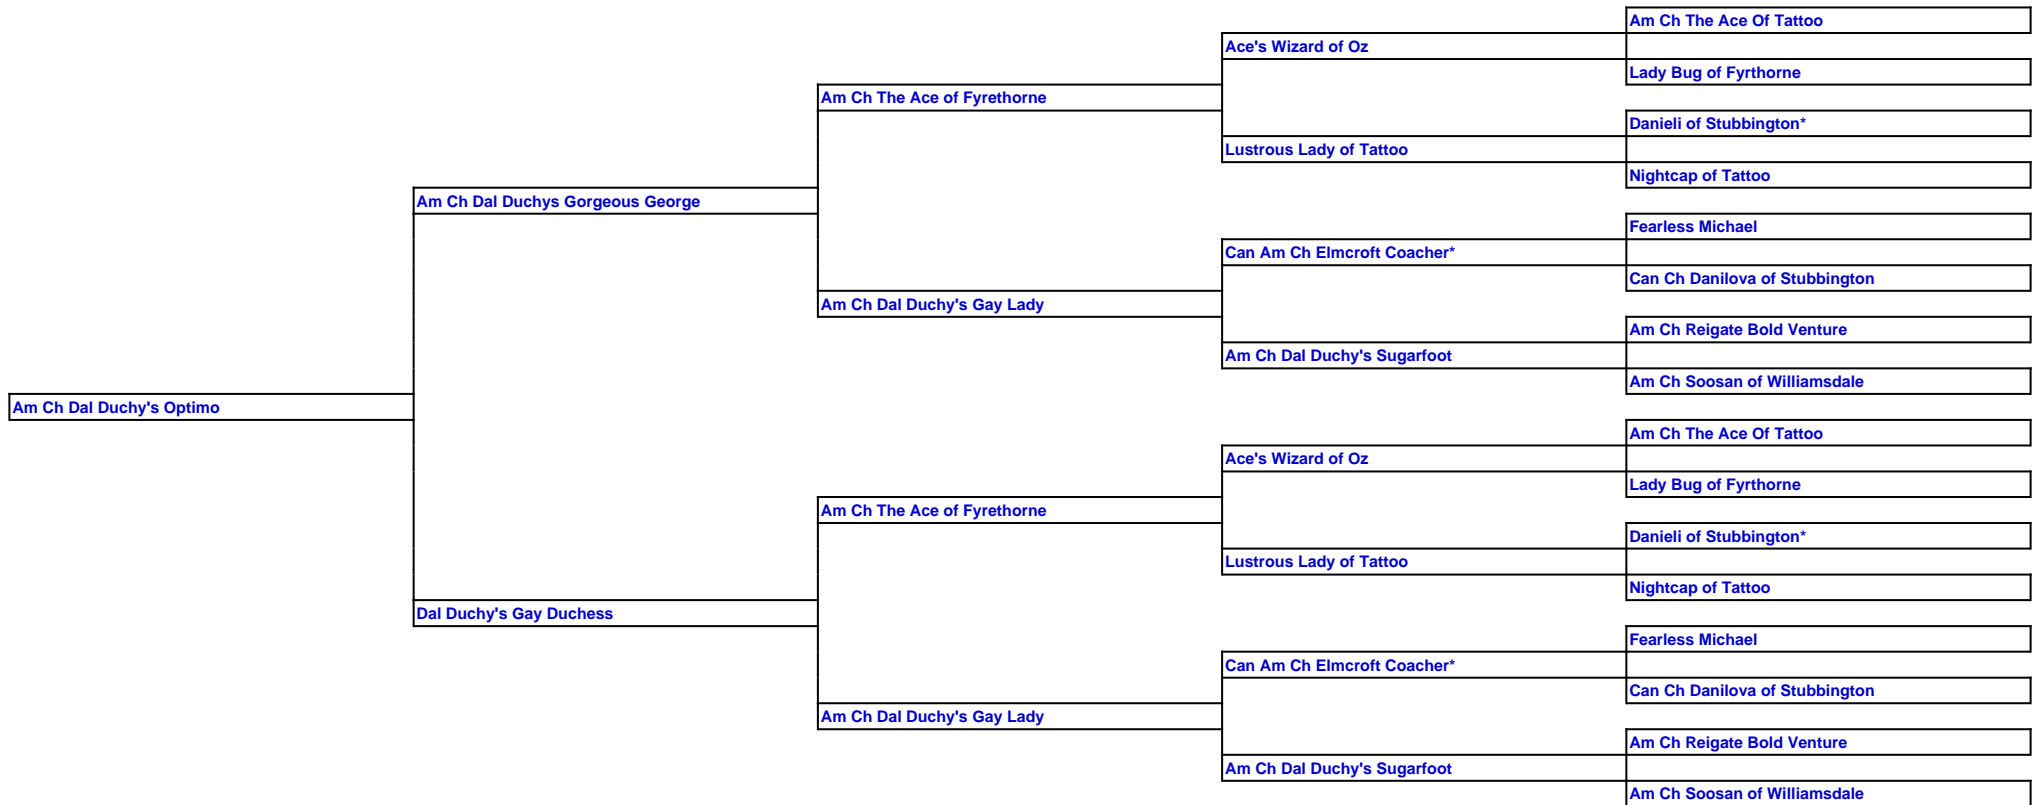 Am Ch The Ace Of Tattoo
Ace's Wizard of Oz
Lady Bug of Fyrthorne
Am Ch The Ace of Fyrethorne
Danieli of Stubbington*
Lustrous Lady of Tattoo
Nightcap of Tattoo
Am Ch Dal Duchys Gorgeous George
Fearless Michael
Can Am Ch Elmcroft Coacher*
Can Ch Danilova of Stubbington
Am Ch Dal Duchy's Gay Lady
Am Ch Reigate Bold Venture
Am Ch Dal Duchy's Sugarfoot
Am Ch Soosan of Williamsdale
Am Ch Dal Duchy's Optimo
Am Ch The Ace Of Tattoo
Ace's Wizard of Oz
Lady Bug of Fyrthorne
Am Ch The Ace of Fyrethorne
Danieli of Stubbington*
Lustrous Lady of Tattoo
Nightcap of Tattoo
Dal Duchy's Gay Duchess
Fearless Michael
Can Am Ch Elmcroft Coacher*
Can Ch Danilova of Stubbington
Am Ch Dal Duchy's Gay Lady
Am Ch Reigate Bold Venture
Am Ch Dal Duchy's Sugarfoot
Am Ch Soosan of Williamsdale